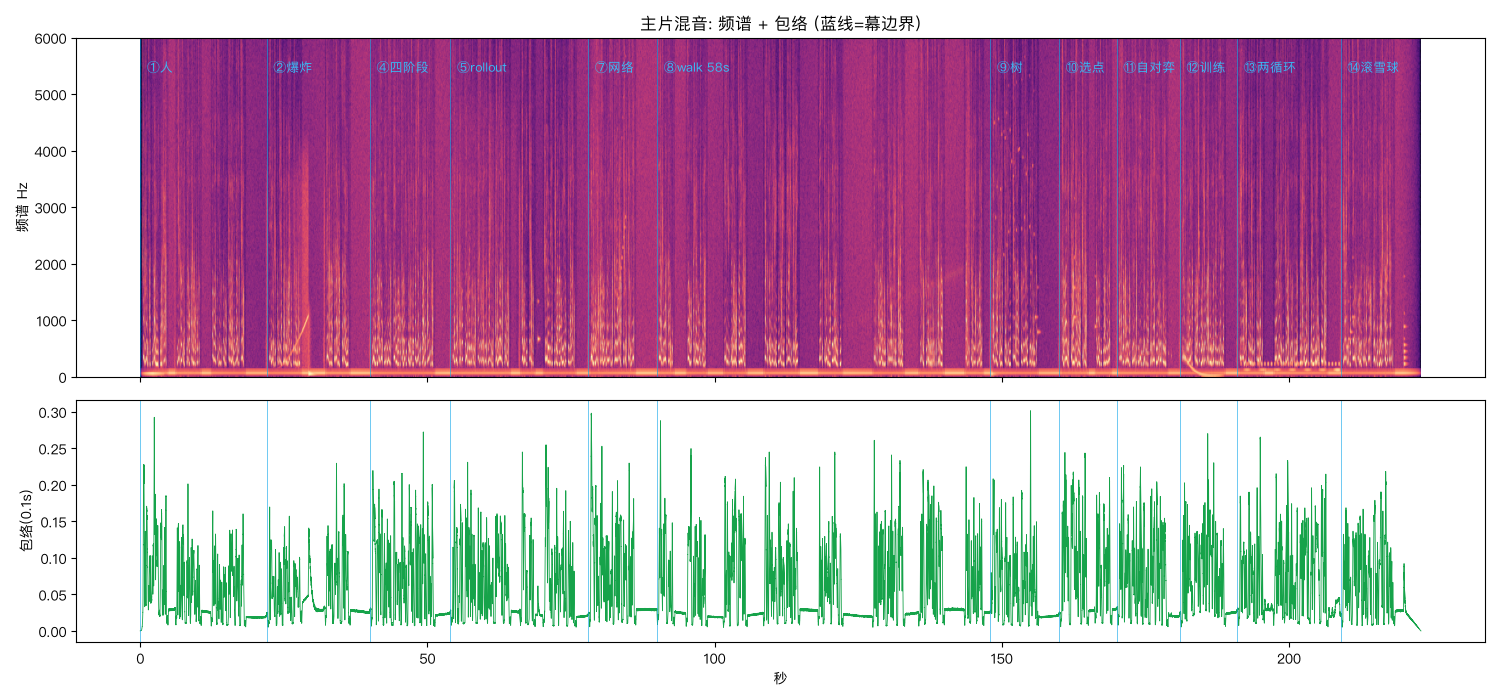 主片混音: 频谱 + 包络 (蓝线=幕边界)
频谱 Hz
6000
5000
4000
3000
2000
1000
0
①人
②爆炸
④四阶段
⑤rollout
⑦网络
⑧walk 58s
⑨树
⑩选点
⑪自对弈
⑫训练
⑬两循环
⑭滚雪球
包络(0.1s)
0.30
0.25
0.20
0.15
0.10
0.05
0.00
0
50
100
150
200
秒